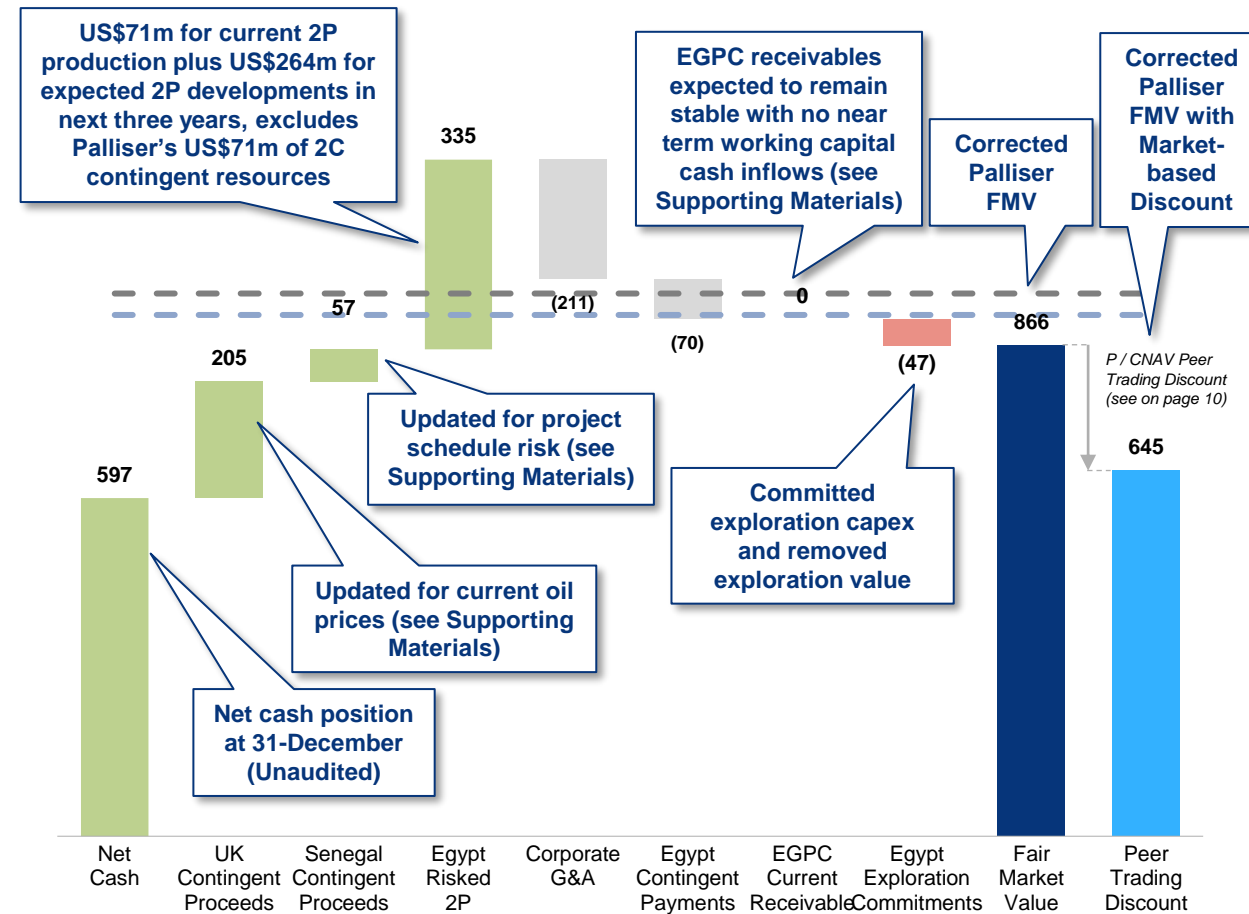 US$71m for current 2P
production plus US$264m for
expected 2P developments in
next three years, excludes
Palliser's US$71m of 2C
contingent resources
EGPC receivables
expected to remain
stable with no near
term working capital
cash inflows (see
Supporting Materials)
Corrected
Palliser
FMV
Corrected
Palliser
FMV with
Market-
based
Discount
335
(211)
(70)
0
57
205
597
(47)
866
645
P / CNAV Peer
Trading Discount
(see on page 10)
Updated for project
schedule risk (see
Supporting Materials)
Committed
exploration capex
and removed
exploration value
Updated for current oil
prices (see Supporting
Materials)
Net cash position
at 31-December
(Unaudited)
Net
Cash
UK
Contingent
Proceeds
Senegal
Contingent
Proceeds
Egypt
Risked
2P
Corporate
G&A
Egypt
Contingent
Payments
EGPC
Current
Receivable
Egypt
Exploration
Commitments
Fair
Market
Value
Peer
Trading
Discount